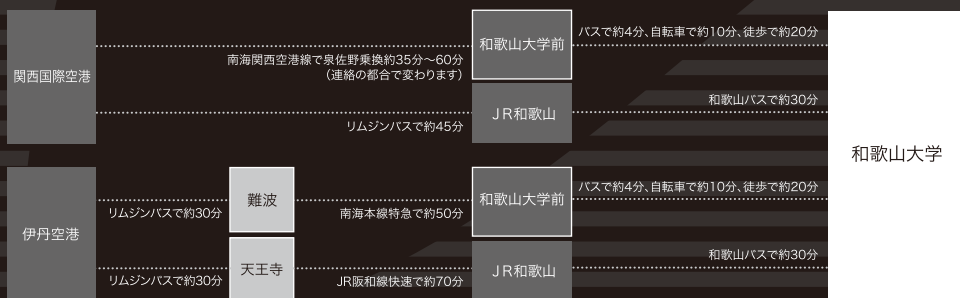 関西国際空港
南海関西空港線で泉佐野乗換約35分～60分
（連絡の都合で変わります）
和歌山大学前
バスで約4分、自転車で約10分、徒歩で約20分
リムジンバスで約45分
JR和歌山
和歌山バスで約30分
和歌山大学
伊丹空港
リムジンバスで約30分
難波
南海本線特急で約50分
和歌山大学前
バスで約4分、自転車で約10分、徒歩で約20分
リムジンバスで約30分
天王寺
JR阪和線快速で約70分
JR和歌山
和歌山バスで約30分